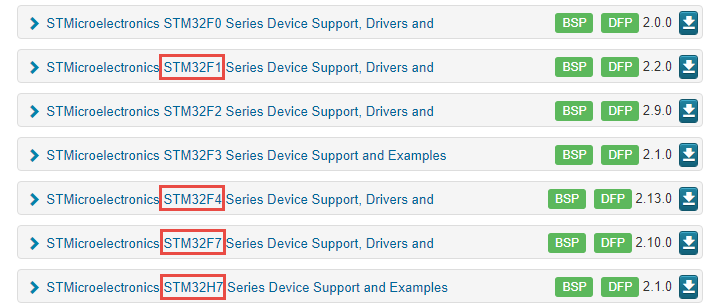 STMicroelectronics STM32F0 Series Device Support, Drivers and BSP DFP 2.0.0
STMicroelectronics STM32F1 Series Device Support, Drivers and BSP DFP 2.2.0
STMicroelectronics STM32F2 Series Device Support, Drivers and BSP DFP 2.9.0
STMicroelectronics STM32F3 Series Device Support and Examples BSP DFP 2.1.0
STMicroelectronics STM32F4 Series Device Support, Drivers and BSP DFP 2.13.0
STMicroelectronics STM32F7 Series Device Support, Drivers and BSP DFP 2.10.0
STMicroelectronics STM32H7 Series Device Support and Examples BSP DFP 2.1.0